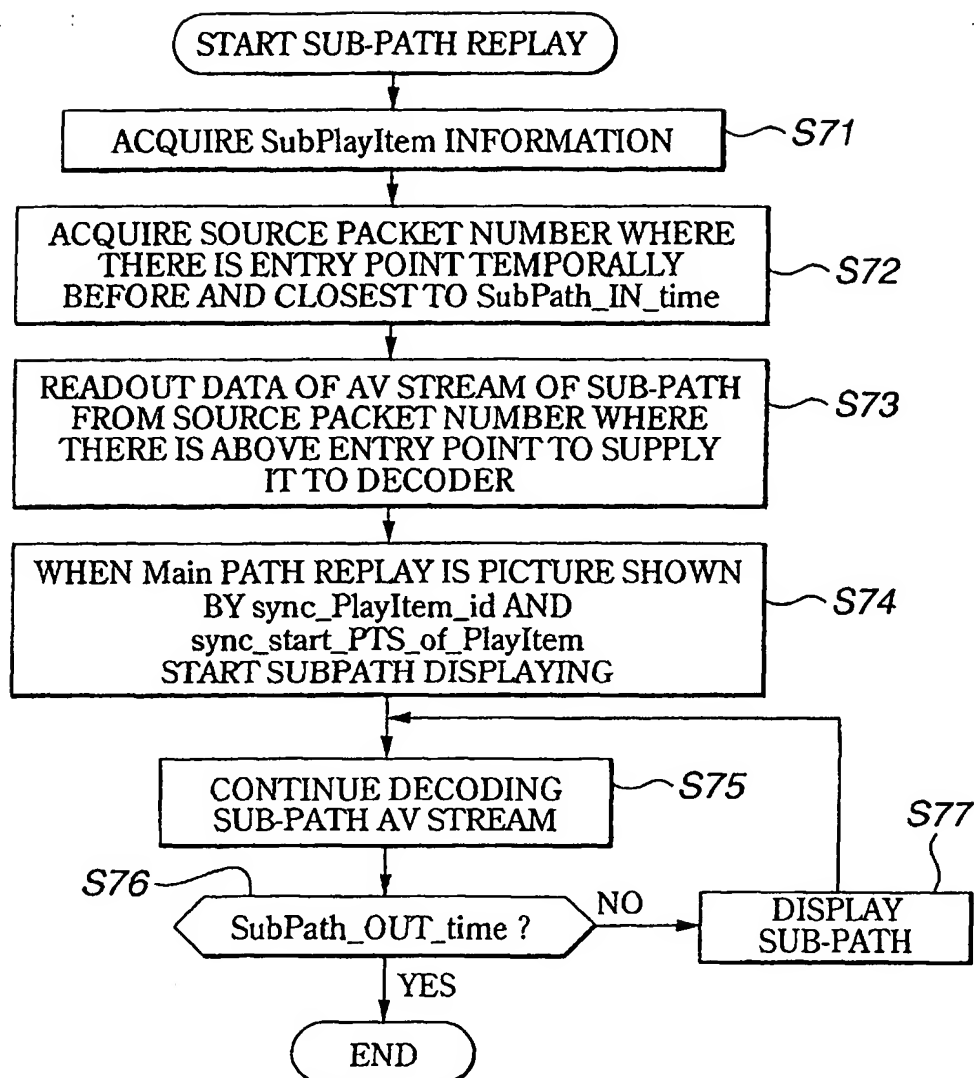 START SUB-PATH REPLAY
ACQUIRE SubPlayItem INFORMATION
S71
ACQUIRE SOURCE PACKET NUMBER WHERE
THERE IS ENTRY POINT TEMPORALLY
BEFORE AND CLOSEST TO SubPath_IN_time
S72
READOUT DATA OF AV STREAM OF SUB-PATH
FROM SOURCE PACKET NUMBER WHERE
THERE IS ABOVE ENTRY POINT TO SUPPLY
IT TO DECODER
S73
WHEN Main PATH REPLAY IS PICTURE SHOWN
BY sync_PlayItem_id AND
sync_start_PTS_of_PlayItem
START SUBPATH DISPLAYING
S74
CONTINUE DECODING
SUB-PATH AV STREAM
S75
S76
SubPath_OUT_time ?
NO
S77
DISPLAY
SUB-PATH
YES
END